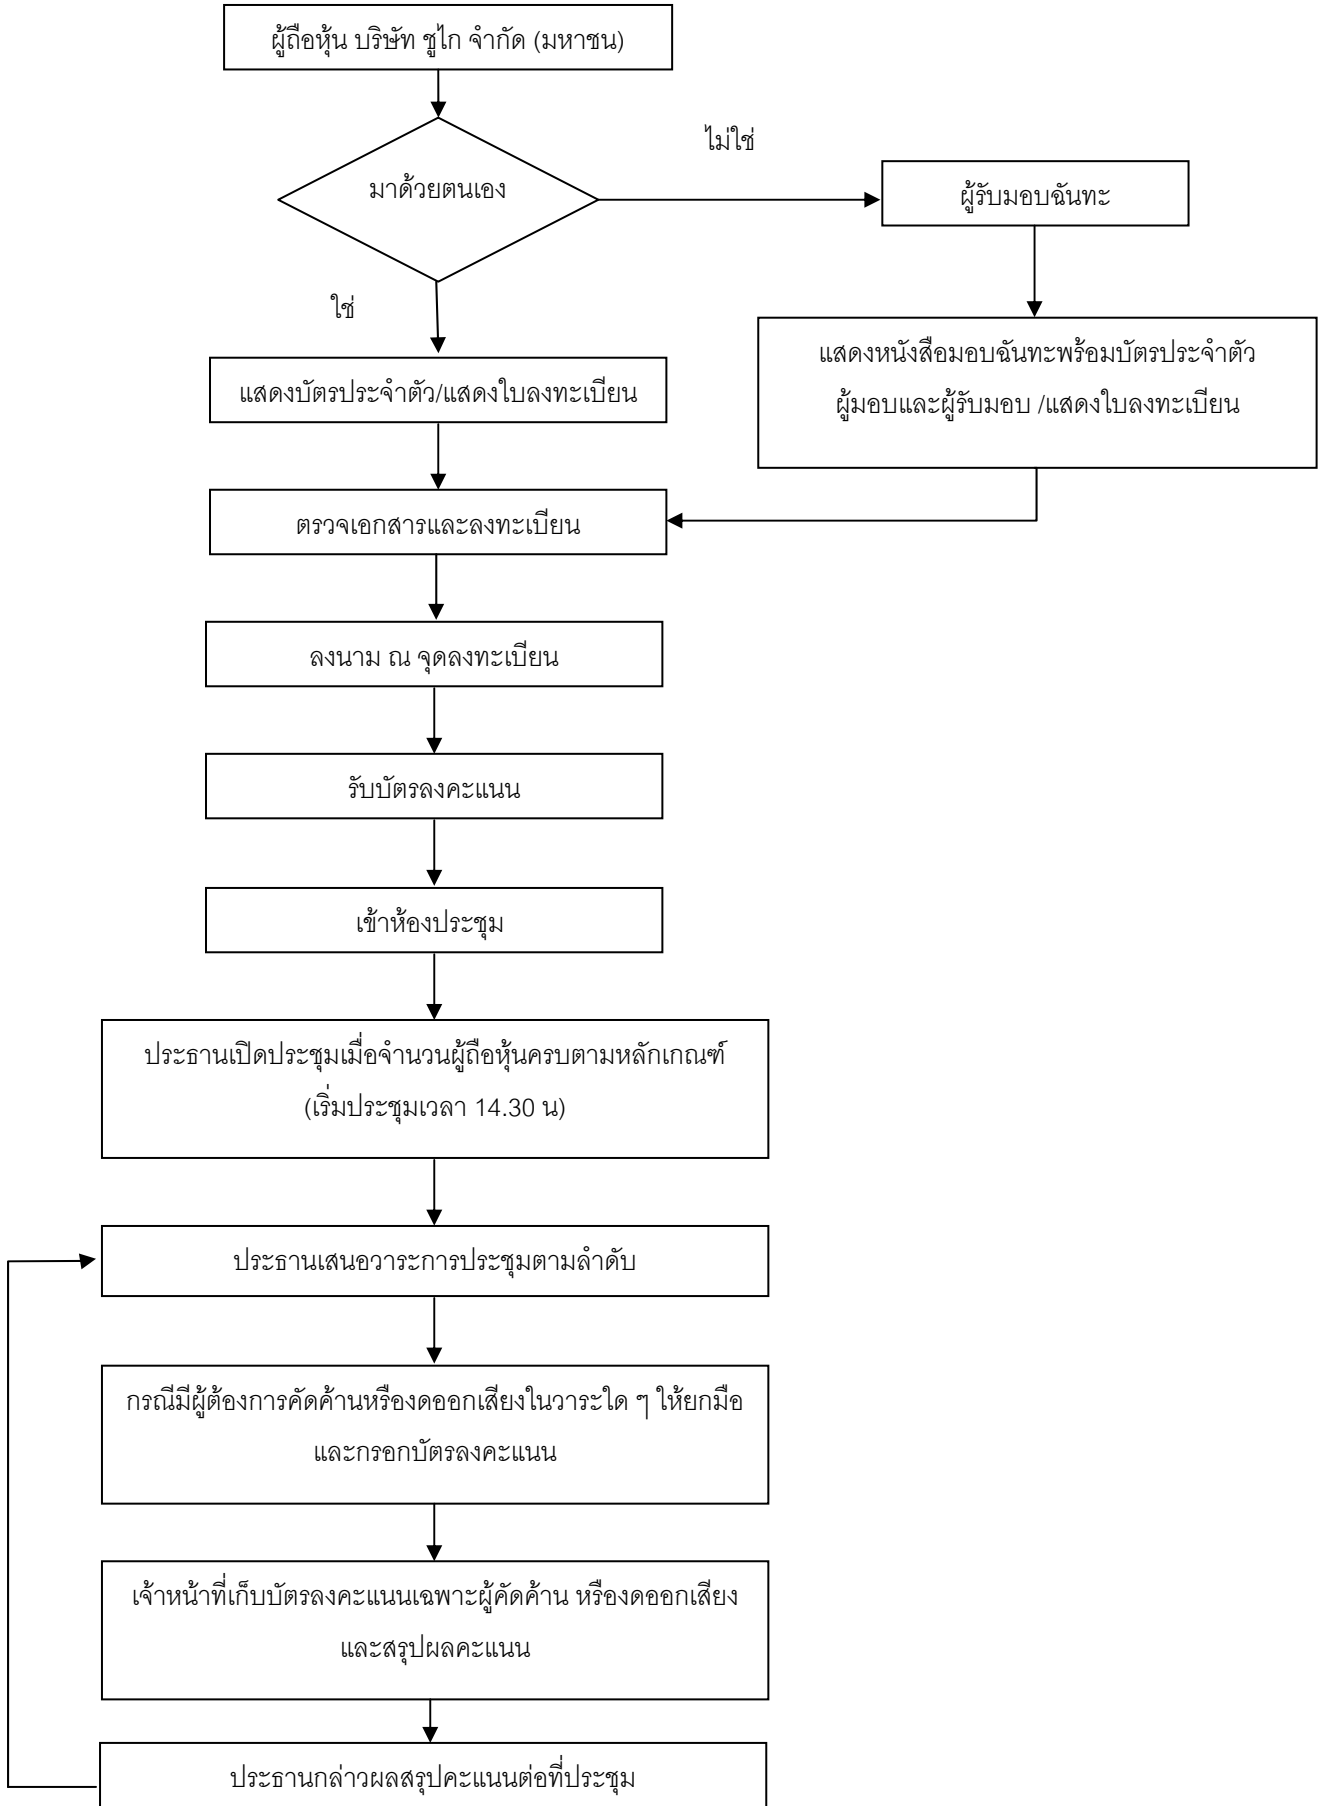 ผู้ถือหุ้น บริษัท ชูไก จำกัด (มหาชน)
ไม่ใช่
มาด้วยตนเอง
ผู้รับมอบฉันทะ
ใช่
แสดงหนังสือมอบฉันทะพร้อมบัตรประจำตัว
ผู้มอบและผู้รับมอบ /แสดงใบลงทะเบียน
แสดงบัตรประจำตัว/แสดงใบลงทะเบียน
ตรวจเอกสารและลงทะเบียน
ลงนาม ณ จุดลงทะเบียน
รับบัตรลงคะแนน
เข้าห้องประชุม
ประธานเปิดประชุมเมื่อจำนวนผู้ถือหุ้นครบตามหลักเกณฑ์
(เริ่มประชุมเวลา 14.30 น)
ประธานเสนอวาระการประชุมตามลำดับ
กรณีมีผู้ต้องการคัดค้านหรืองดออกเสียงในวาระใด ๆ ให้ยกมือ
และกรอกบัตรลงคะแนน
เจ้าหน้าที่เก็บบัตรลงคะแนนเฉพาะผู้คัดค้าน หรืองดออกเสียง
และสรุปผลคะแนน
ประธานกล่าวผลสรุปคะแนนต่อที่ประชุม